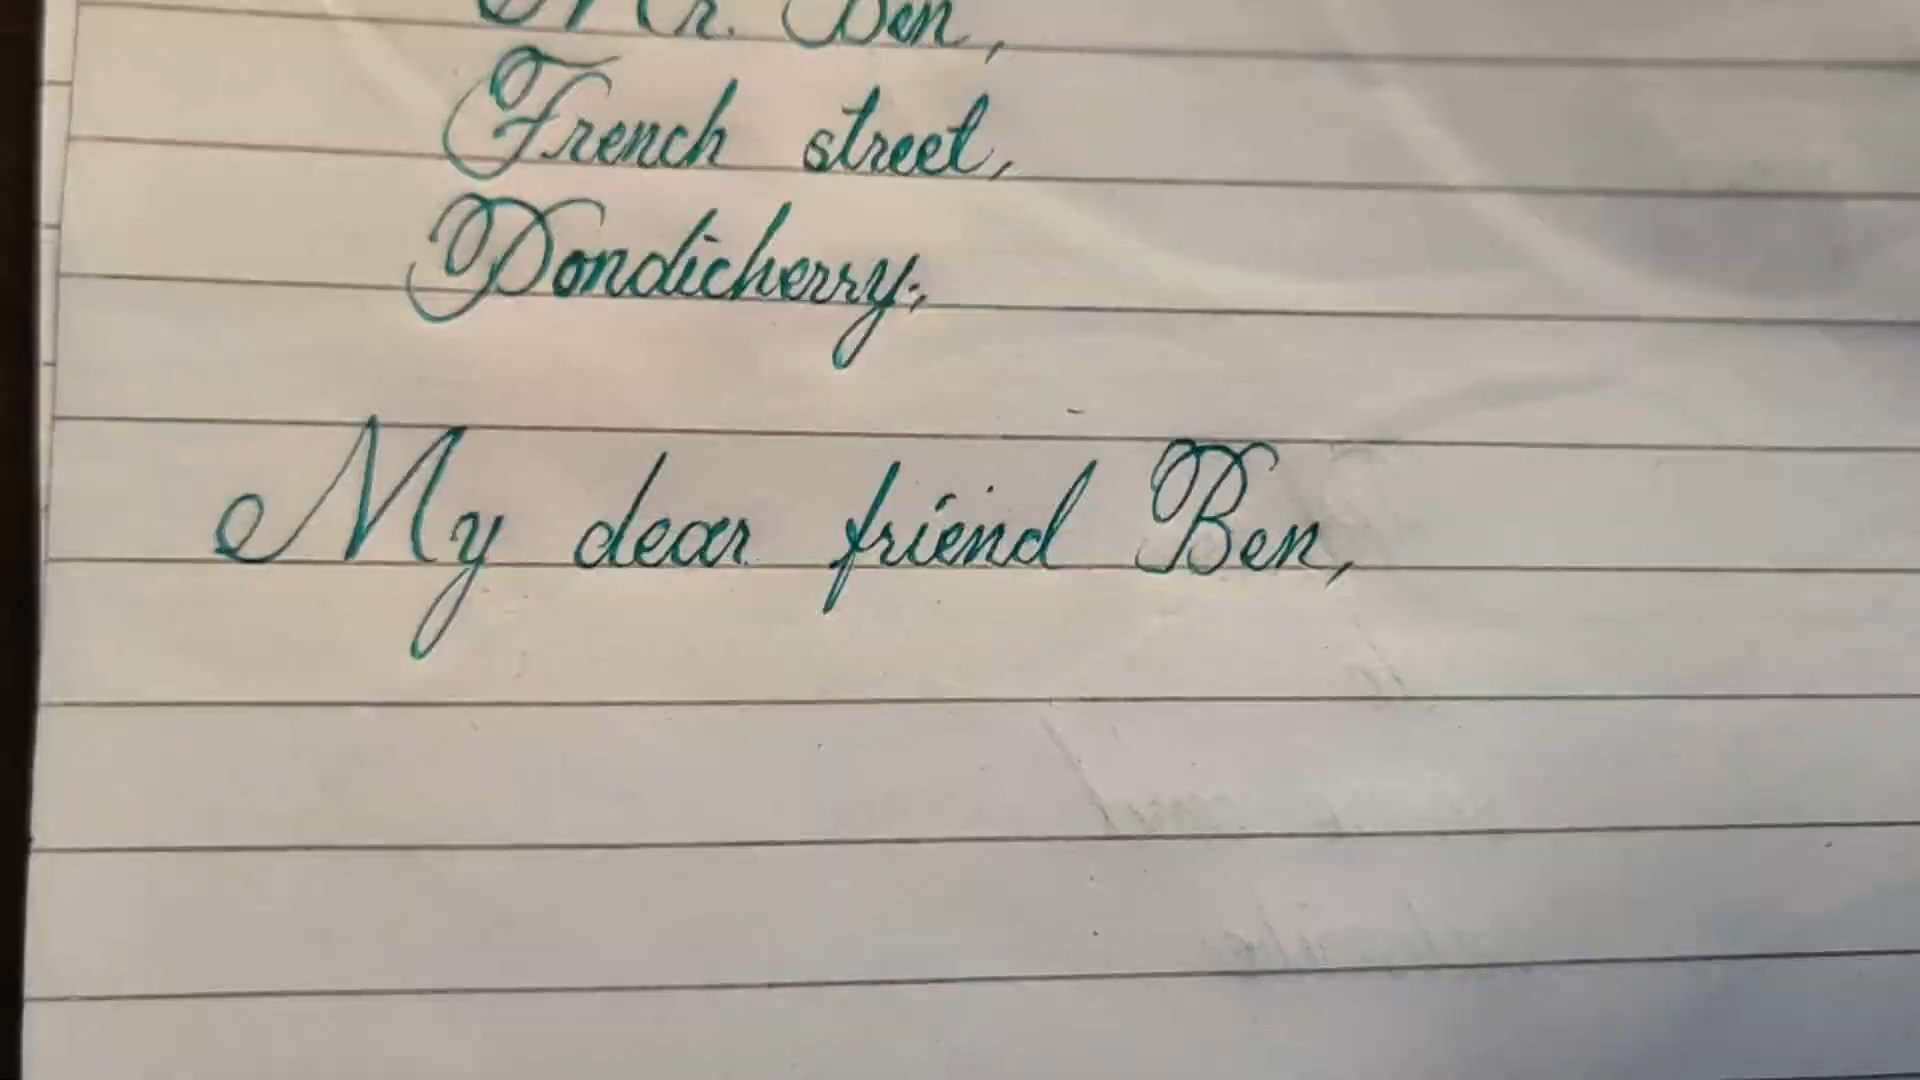 Mr. Ben,
French street,
Pondicherry.,
My dear friend Ben,